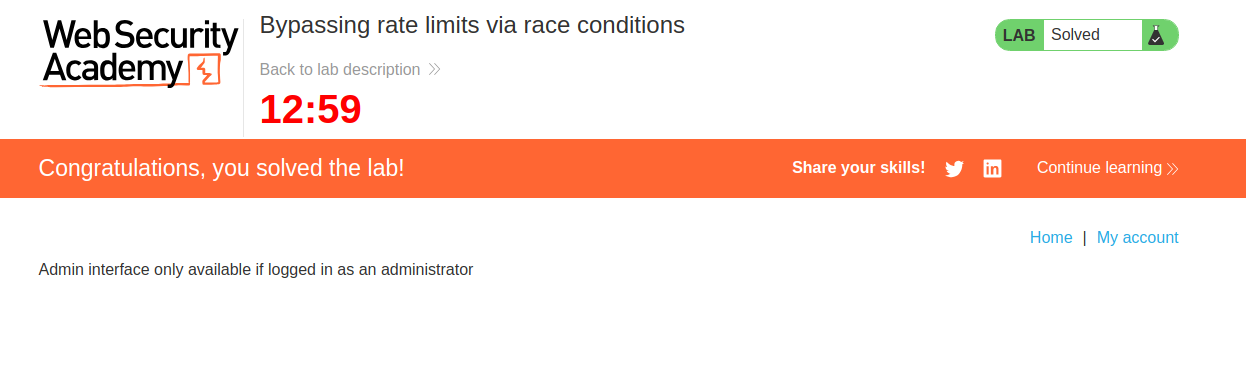 Web Security
Academy
Bypassing rate limits via race conditions
Back to lab description
12:59
LAB Solved
Congratulations, you solved the lab!
Share your skills!
Continue learning
Home | My account
Admin interface only available if logged in as an administrator